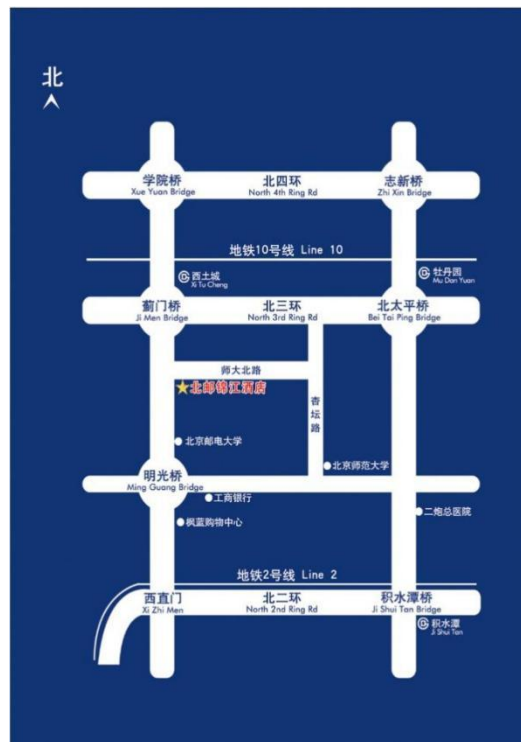 北
学院桥
Xue Yuan Bridge
北四环
North 4th Ring Rd
志新桥
Zhi Xin Bridge
地铁10号线 Line 10
西土城
Xi Tu Cheng
牡丹园
Mu Dan Yuan
蓟门桥
Ji Men Bridge
北三环
North 3rd Ring Rd
北太平桥
Bei Tai Ping Bridge
师大北路
北邮锦江酒店
杏坛路
北京邮电大学
北京师范大学
明光桥
Ming Guang Bridge
工商银行
枫蓝购物中心
二炮总医院
地铁2号线 Line 2
西直门
Xi Zhi Men
北二环
North 2nd Ring Rd
积水潭桥
Ji Shui Tan Bridge
积水潭
Ji Shui Tan